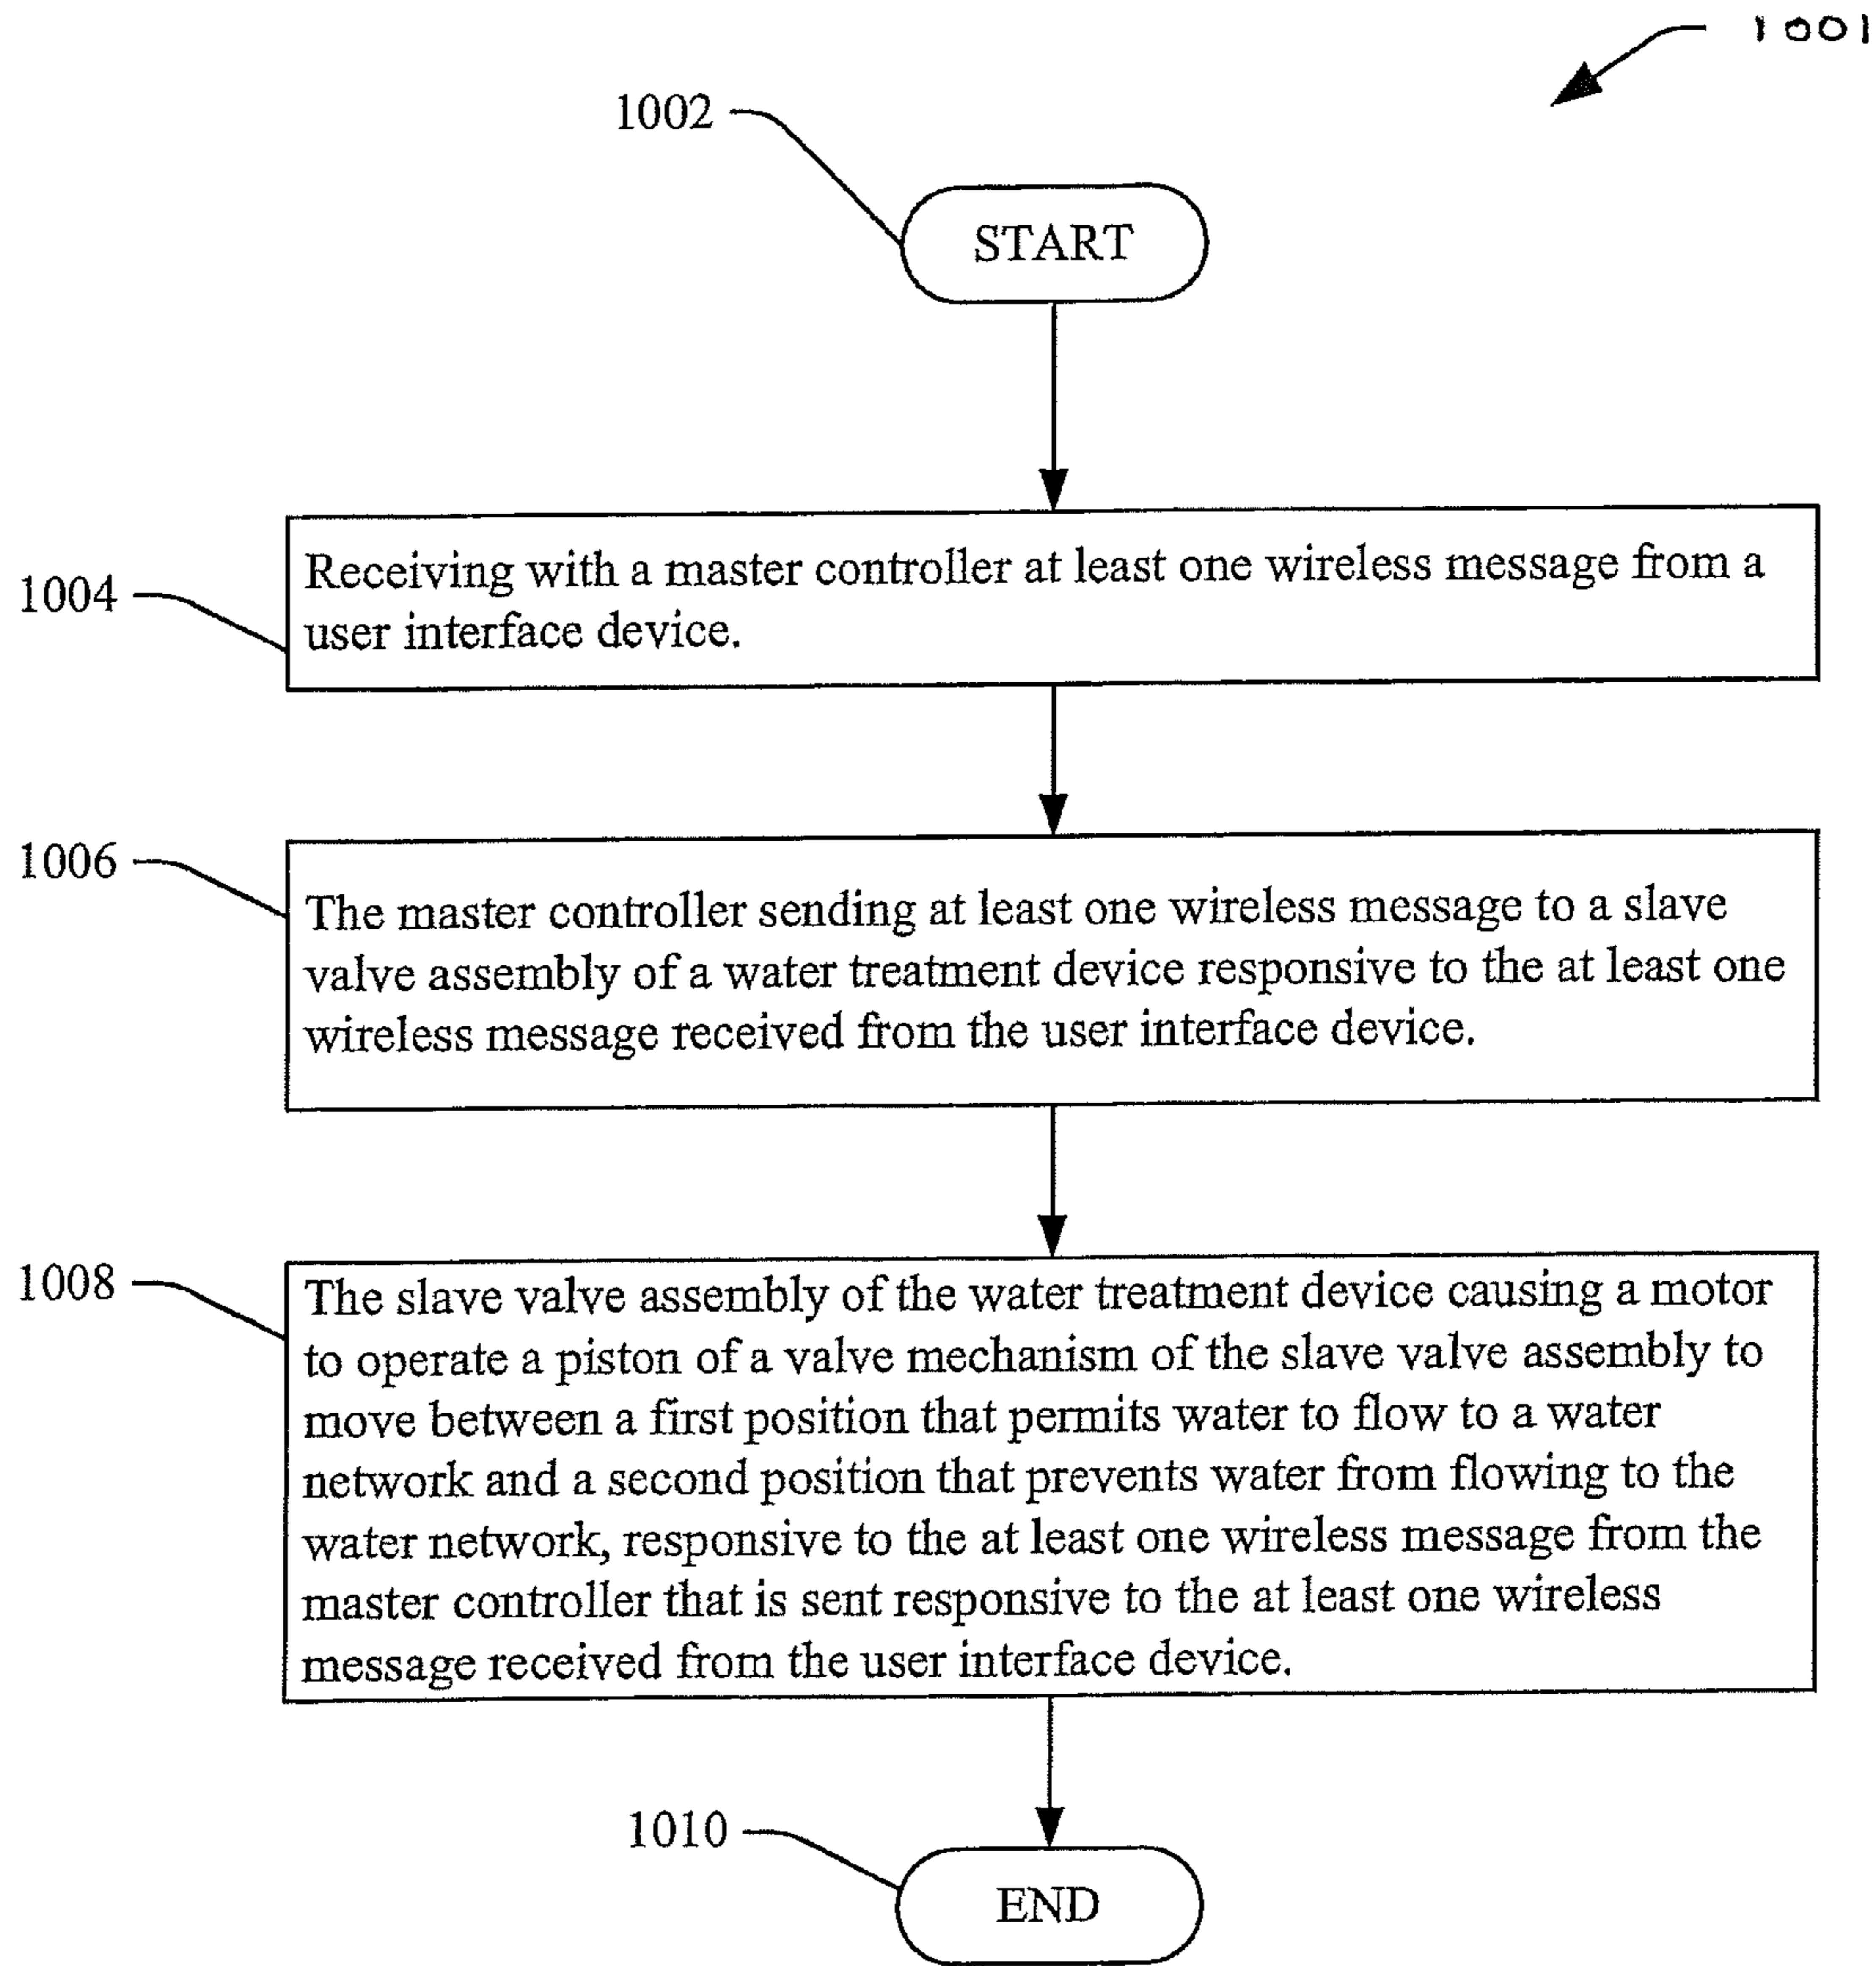 1001
1002
START
1004
Receiving with a master controller at least one wireless message from a
user interface device.
1006
The master controller sending at least one wireless message to a slave
valve assembly of a water treatment device responsive to the at least one
wireless message received from the user interface device.
1008
The slave valve assembly of the water treatment device causing a motor
to operate a piston of a valve mechanism of the slave valve assembly to
move between a first position that permits water to flow to a water
network and a second position that prevents water from flowing to the
water network, responsive to the at least one wireless message from the
master controller that is sent responsive to the at least one wireless
message received from the user interface device.
1010
END